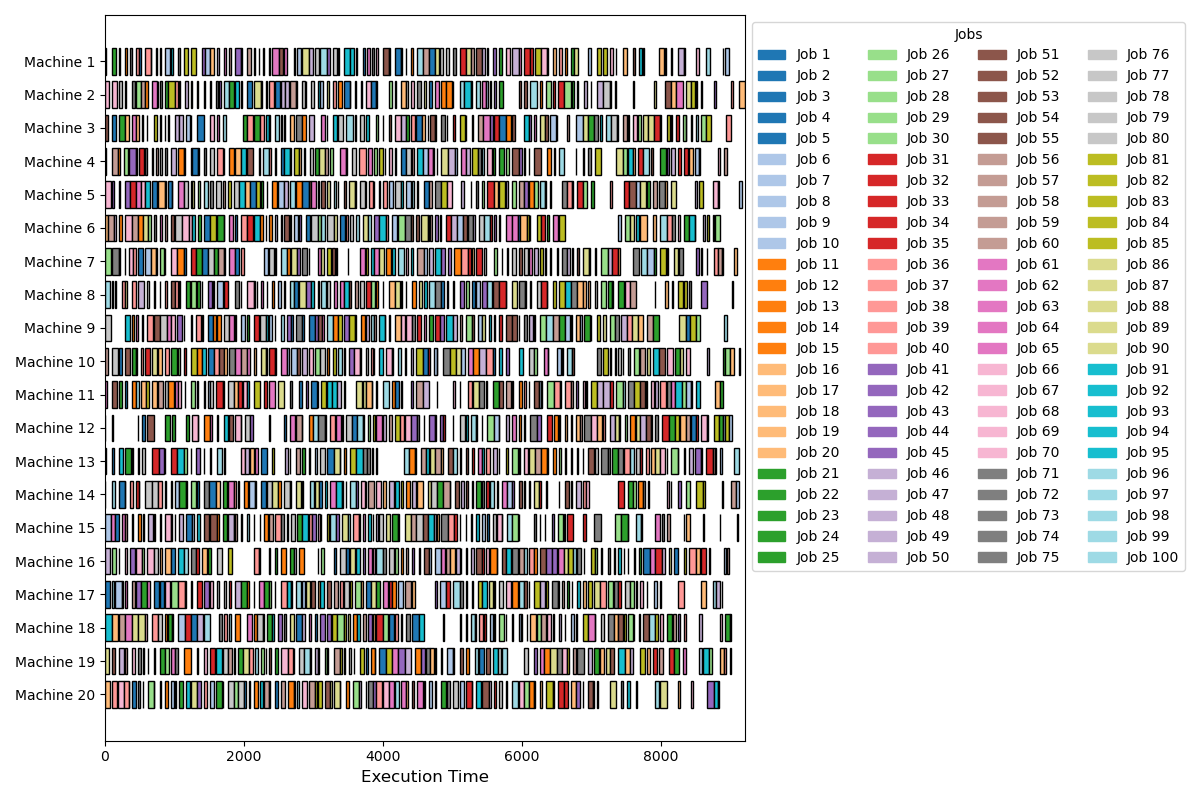 Machine 1
Machine 2
Machine 3
Machine 4
Machine 5
Machine 6
Machine 7
Machine 8
Machine 9
Machine 10
Machine 11
Machine 12
Machine 13
Machine 14
Machine 15
Machine 16
Machine 17
Machine 18
Machine 19
Machine 20
0 2000 4000 6000 8000
Execution Time
Jobs
Job 1 Job 26 Job 51 Job 76
Job 2 Job 27 Job 52 Job 77
Job 3 Job 28 Job 53 Job 78
Job 4 Job 29 Job 54 Job 79
Job 5 Job 30 Job 55 Job 80
Job 6 Job 31 Job 56 Job 81
Job 7 Job 32 Job 57 Job 82
Job 8 Job 33 Job 58 Job 83
Job 9 Job 34 Job 59 Job 84
Job 10 Job 35 Job 60 Job 85
Job 11 Job 36 Job 61 Job 86
Job 12 Job 37 Job 62 Job 87
Job 13 Job 38 Job 63 Job 88
Job 14 Job 39 Job 64 Job 89
Job 15 Job 40 Job 65 Job 90
Job 16 Job 41 Job 66 Job 91
Job 17 Job 42 Job 67 Job 92
Job 18 Job 43 Job 68 Job 93
Job 19 Job 44 Job 69 Job 94
Job 20 Job 45 Job 70 Job 95
Job 21 Job 46 Job 71 Job 96
Job 22 Job 47 Job 72 Job 97
Job 23 Job 48 Job 73 Job 98
Job 24 Job 49 Job 74 Job 99
Job 25 Job 50 Job 75 Job 100